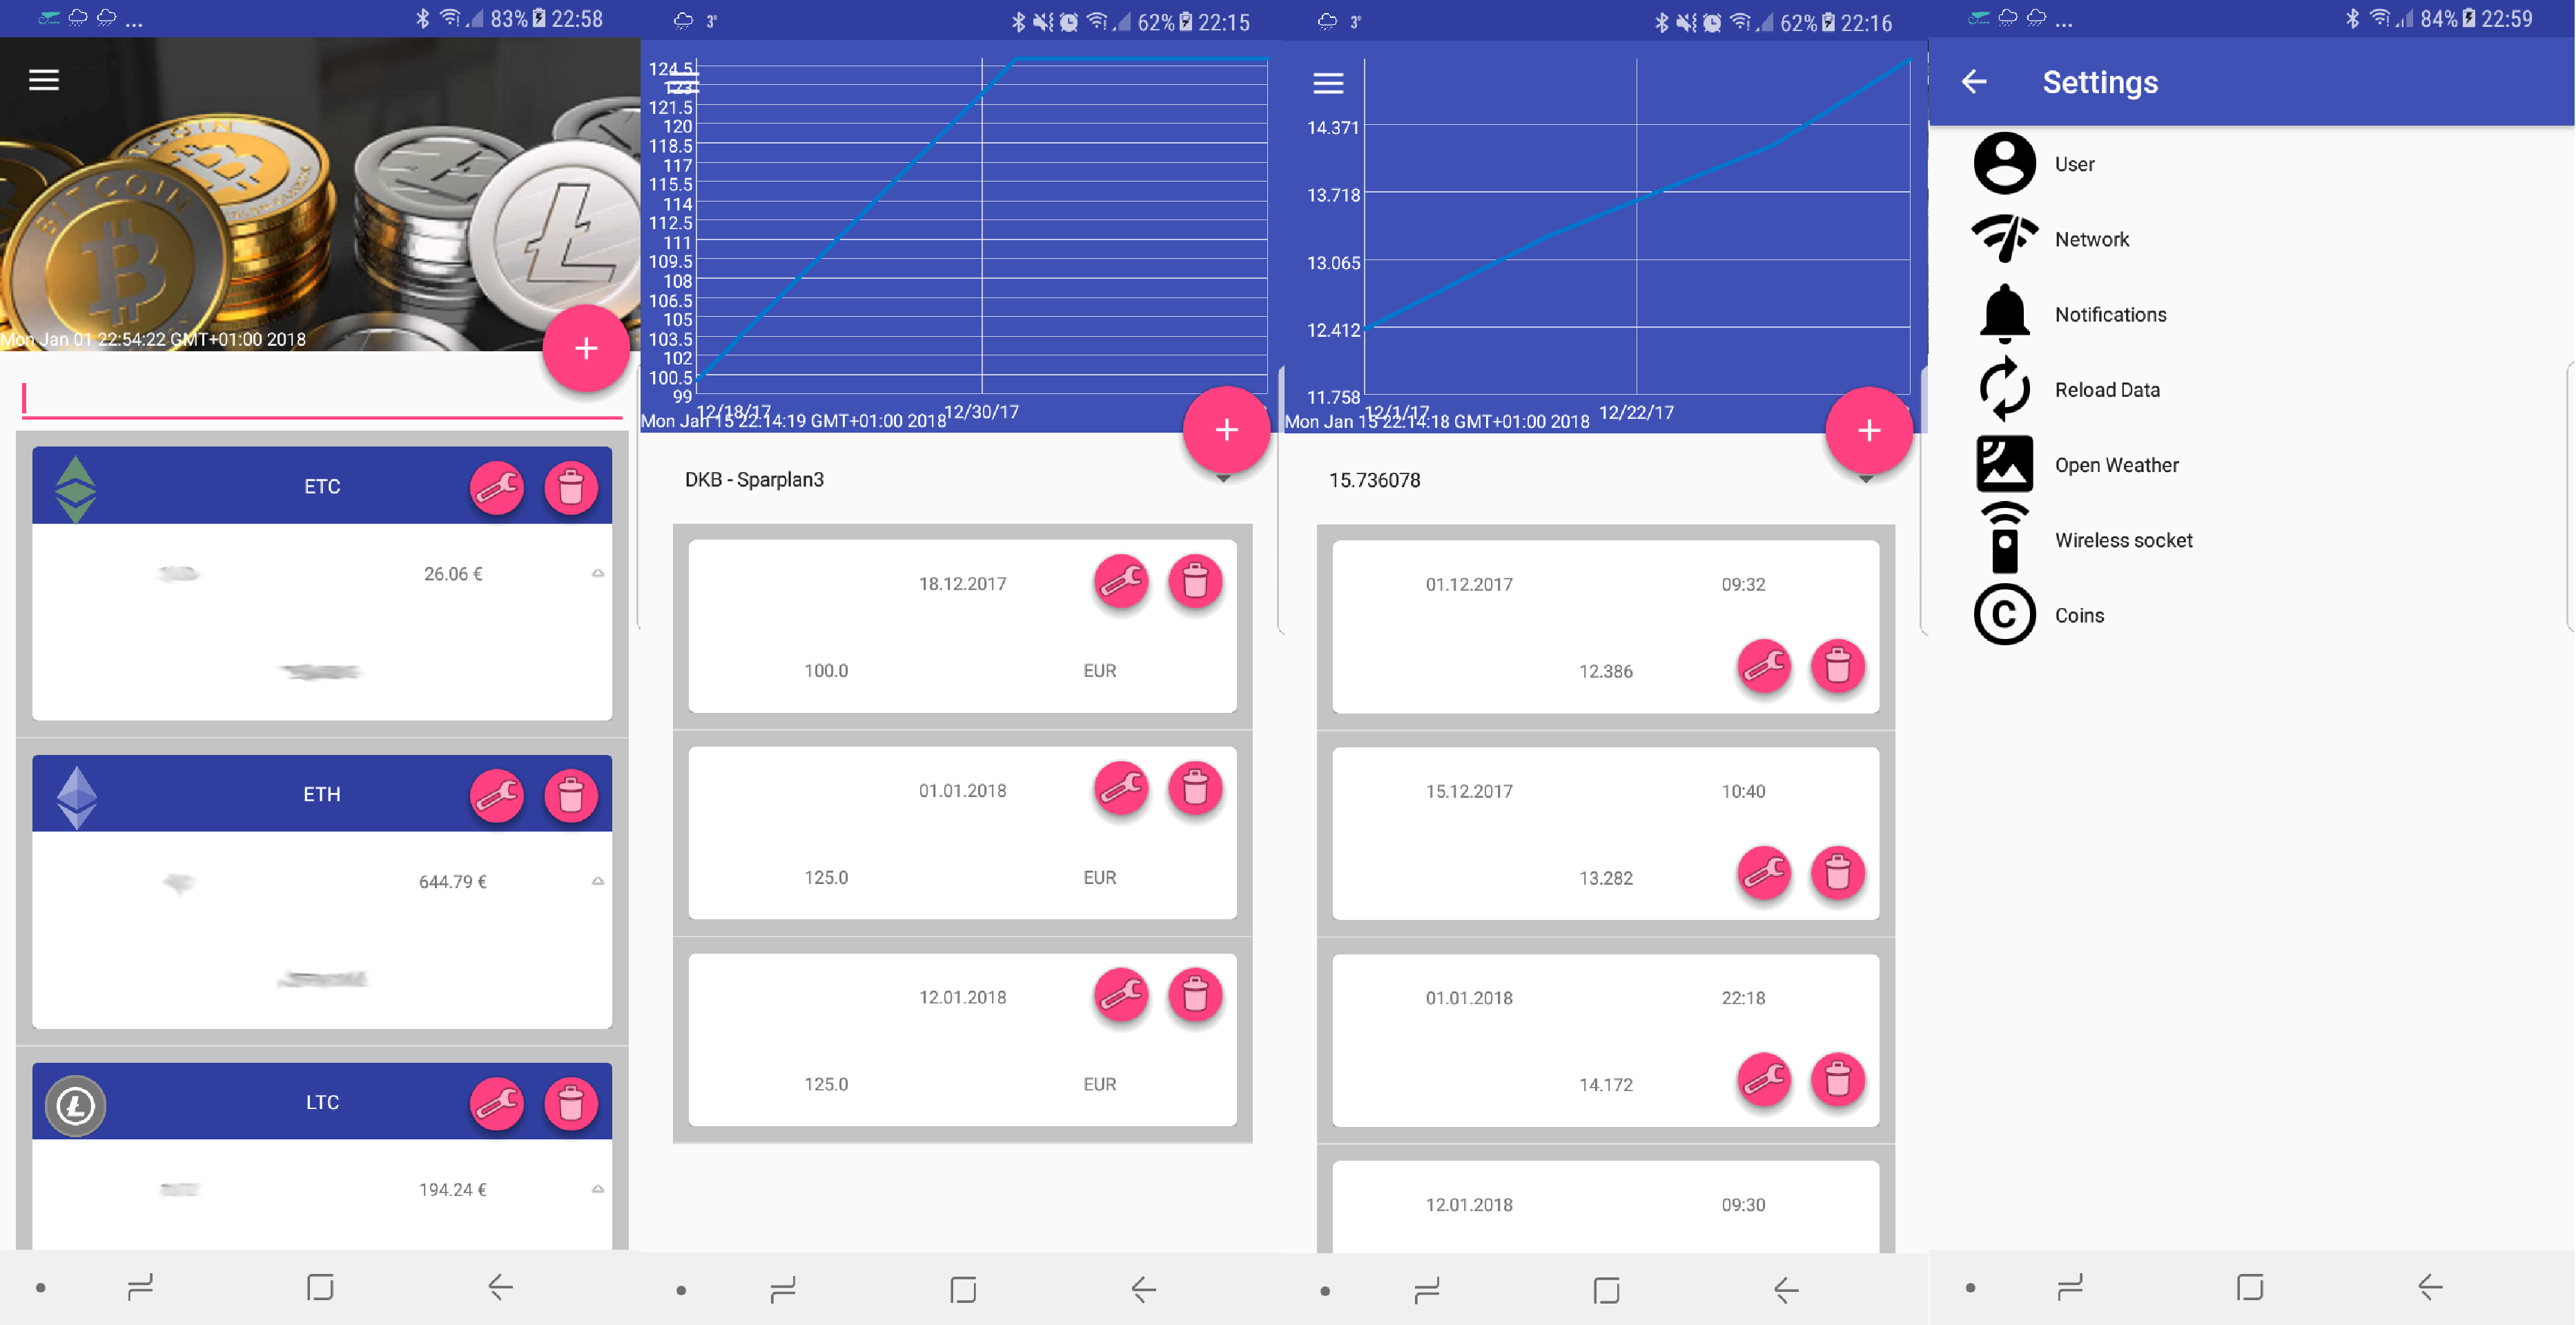 83% 22:58
BITCOIN
BITCOIN
Mon Jan 01 22:54:22 GMT+01:00 2018
+
ETC
26.06 €
ETH
644.79 €
LTC
194.24 €
3° 62% 22:15
124.5
123
121.5
120
118.5
117
115.5
114
112.5
111
109.5
108
106.5
105
103.5
102
100.5
99
12/18/17 12/30/17
Mon Jan 15 22:14:19 GMT+01:00 2018
+
DKB - Sparplan3
18.12.2017
100.0 EUR
01.01.2018
125.0 EUR
12.01.2018
125.0 EUR
3° 62% 22:16
14.371
13.718
13.065
12.412
11.758
12/1/17 12/22/17
Mon Jan 15 22:14:18 GMT+01:00 2018
+
15.736078
01.12.2017 09:32
12.386
15.12.2017 10:40
13.282
01.01.2018 22:18
14.172
12.01.2018 09:30
... 84% 22:59
Settings
User
Network
Notifications
Reload Data
Open Weather
Wireless socket
Coins